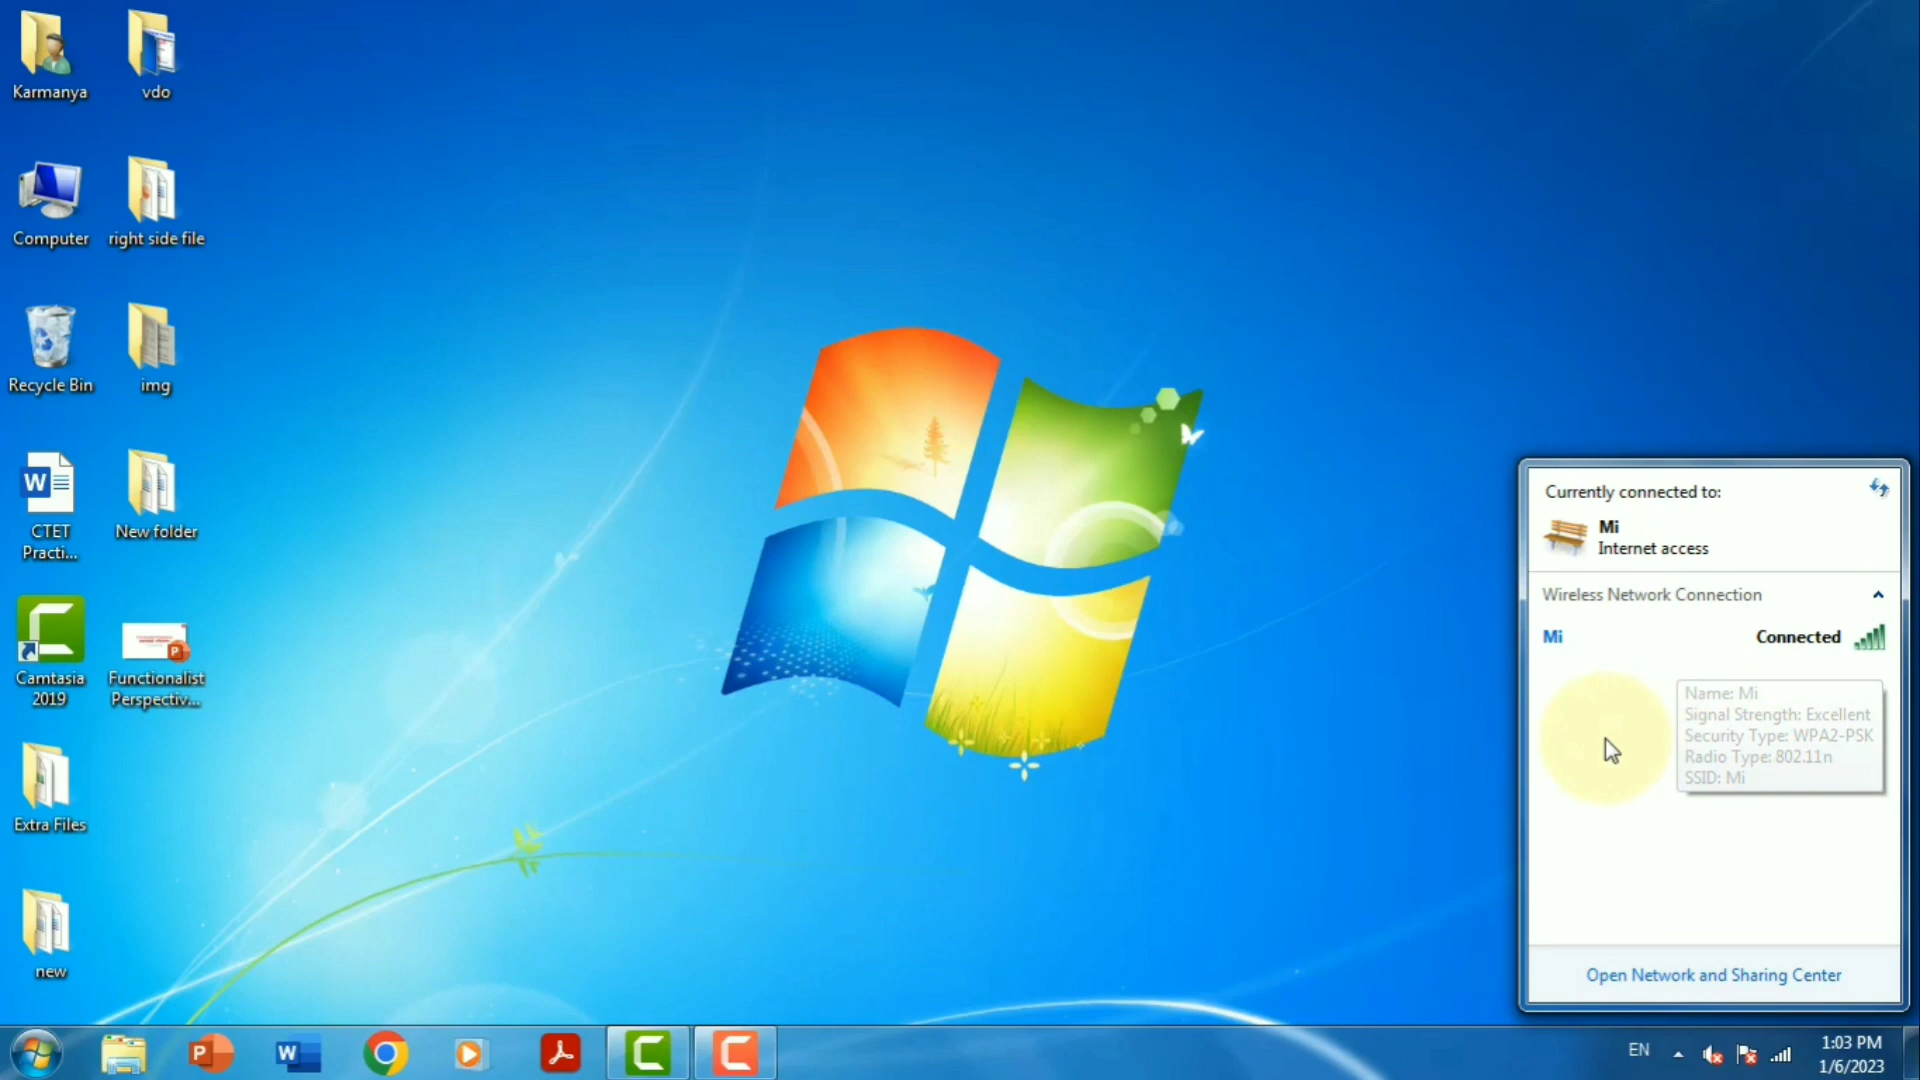 Karmanya
vdo
Computer
right side file
Recycle Bin
img
CTET
Practi...
New folder
Camtasia
2019
Functionalist
Perspectiv...
Extra Files
new
Currently connected to:
Mi
Internet access
Wireless Network Connection
Mi
Connected
Name: Mi
Signal Strength: Excellent
Security Type: WPA2-PSK
Radio Type: 802.11n
SSID: Mi
Open Network and Sharing Center
EN
1:03 PM
1/6/2023